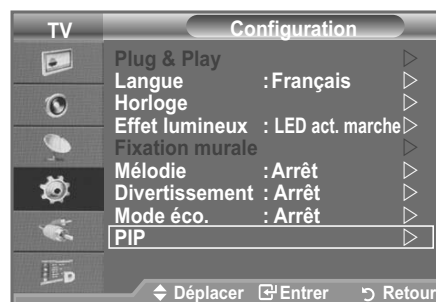 TV
Configuration
Plug & Play
Langue : Français
Horloge
Effet lumineux : LED act. marche
Fixation murale
Mélodie : Arrêt
Divertissement : Arrêt
Mode éco. : Arrêt
PIP
Déplacer Entrer Retour